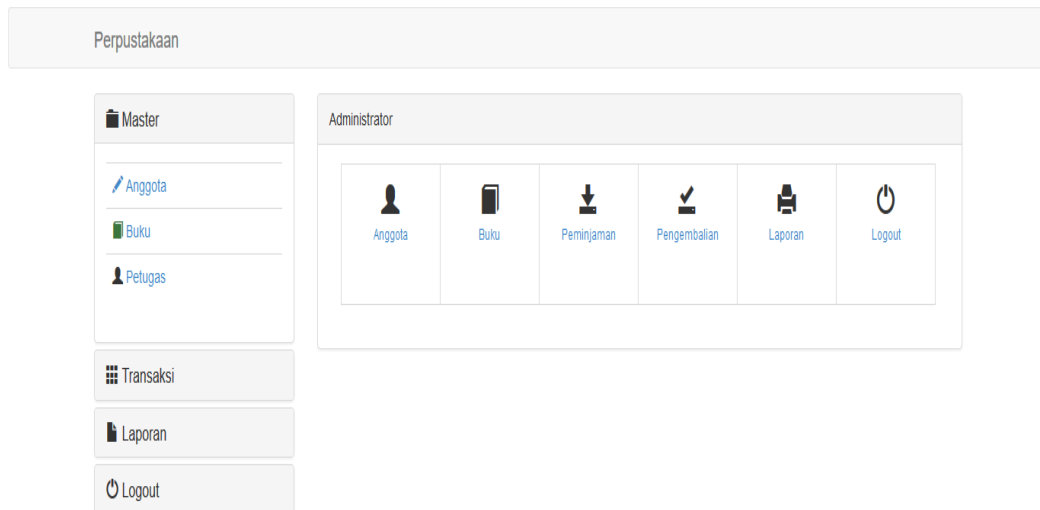 Perpustakaan
Master
Anggota
Buku
Petugas
Transaksi
Laporan
Logout
Administrator
Anggota
Buku
Peminjaman
Pengembalian
Laporan
Logout